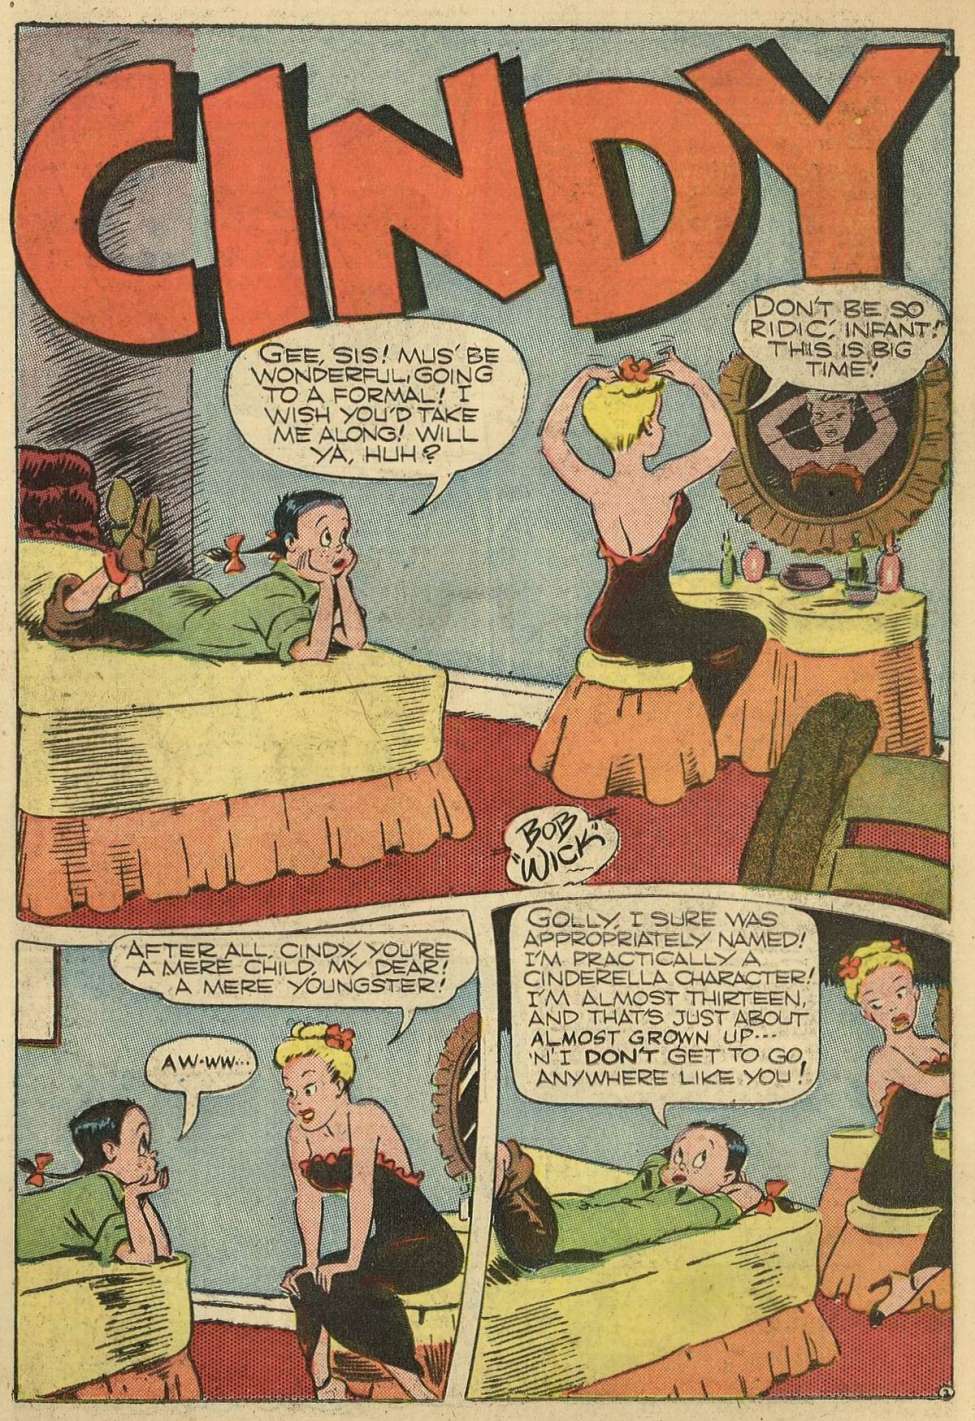 CINDY
GEE, SIS! MUS' BE
WONDERFUL, GOING
TO A FORMAL! I
WISH YOU'D TAKE
ME ALONG! WILL
YA, HUH?
DON'T BE SO
RIDIC', INFANT!
THIS IS BIG
TIME!
BOB
"WICK"
AFTER ALL, CINDY, YOU'RE
A MERE CHILD, MY DEAR!
A MERE YOUNGSTER!
AW-WW...
GOLLY, I SURE WAS
APPROPRIATELY NAMED!
I'M PRACTICALLY A
CINDERELLA CHARACTER!
I'M ALMOST THIRTEEN,
AND THAT'S JUST ABOUT
ALMOST GROWN UP---
'N' I DON'T GET TO GO
ANYWHERE LIKE YOU!